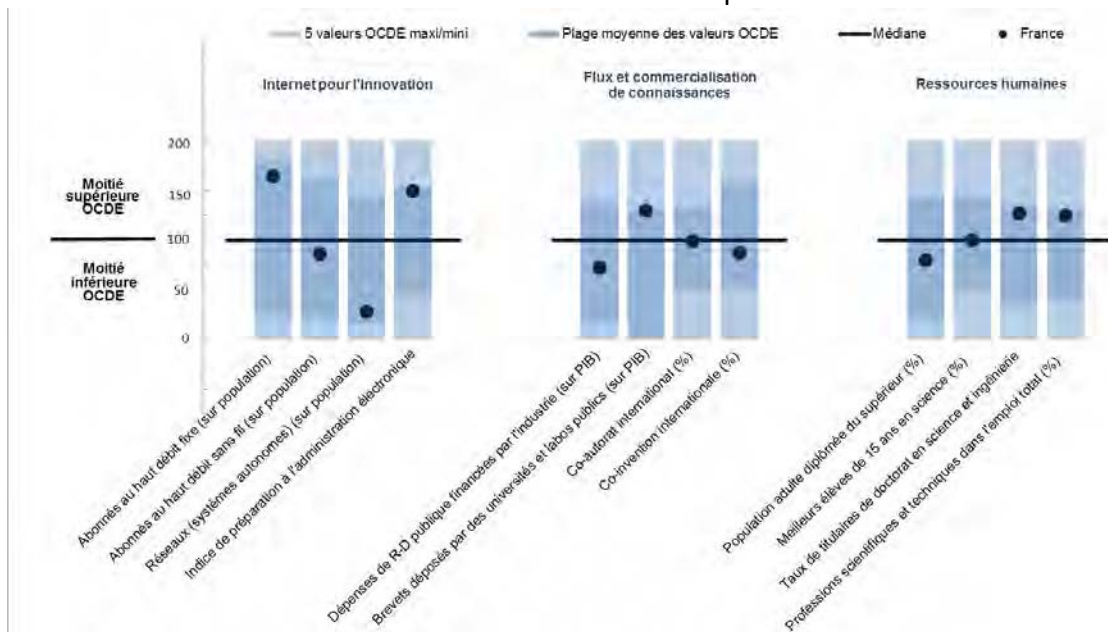 5 valeurs OCDE maxi/mini
Plage moyenne des valeurs OCDE
Médiane
France
Internet pour l'innovation
Flux et commercialisation
de connaissances
Ressources humaines
200
150
100
50
0
Moitié
supérieure
OCDE
Moitié
inférieure
OCDE
Abonnés au haut débit fixe (sur population)
Abonnés au haut débit sans fil (sur population)
Réseaux (systèmes autonomes) (sur population)
Indice de préparation à l'administration électronique
Dépenses de R-D publique financées par l'industrie (sur PIB)
Brevets déposés par des universités et labos publics (sur PIB)
Co-autorat international (%)
Co-invention internationale (%)
Population adulte diplômée du supérieur (%)
Meilleurs élèves de 15 ans en science (%)
Taux de titulaires de doctorat en science et ingénierie
Professions scientifiques et techniques dans l'emploi total (%)